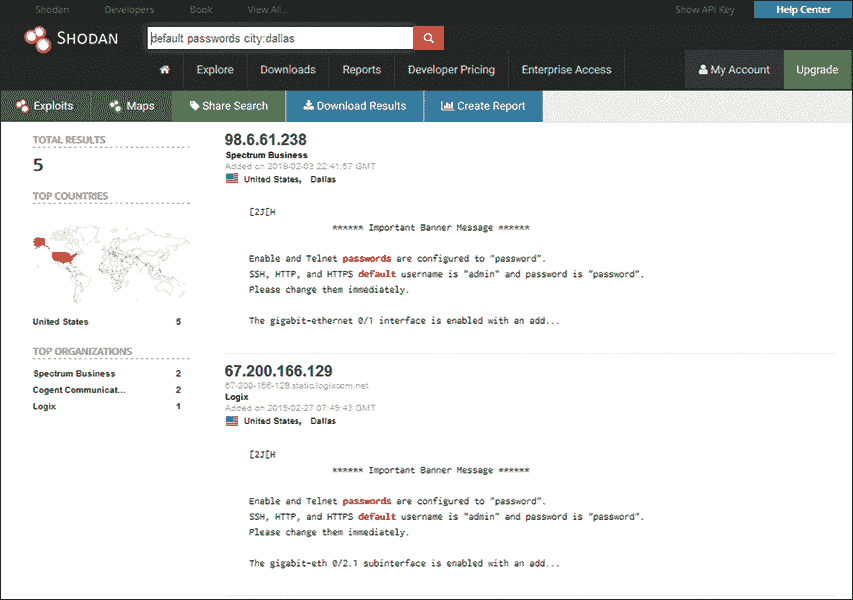 Shodan Developers Book View All... Show API Key Help Center
SHODAN
default passwords city:dallas
Explore Downloads Reports Developer Pricing Enterprise Access My Account Upgrade
Exploits Maps Share Search Download Results Create Report
TOTAL RESULTS
5
TOP COUNTRIES
United States 5
TOP ORGANIZATIONS
Spectrum Business 2
Cogent Communicat... 2
Logix 1
98.6.61.238
Spectrum Business
Added on 2019-02-03 22:41:57 GMT
United States, Dallas
[2J[H
****** Important Banner Message ******
Enable and Telnet passwords are configured to "password".
SSH, HTTP, and HTTPS default username is "admin" and password is "password".
Please change them immediately.
The gigabit-ethernet 0/1 interface is enabled with an add...
67.200.166.129
67-200-166-129.static.logixcom.net
Logix
Added on 2019-02-27 07:49:43 GMT
United States, Dallas
[2J[H
****** Important Banner Message ******
Enable and Telnet passwords are configured to "password".
SSH, HTTP, and HTTPS default username is "admin" and password is "password".
Please change them immediately.
The gigabit-eth 0/2.1 subinterface is enabled with an add...